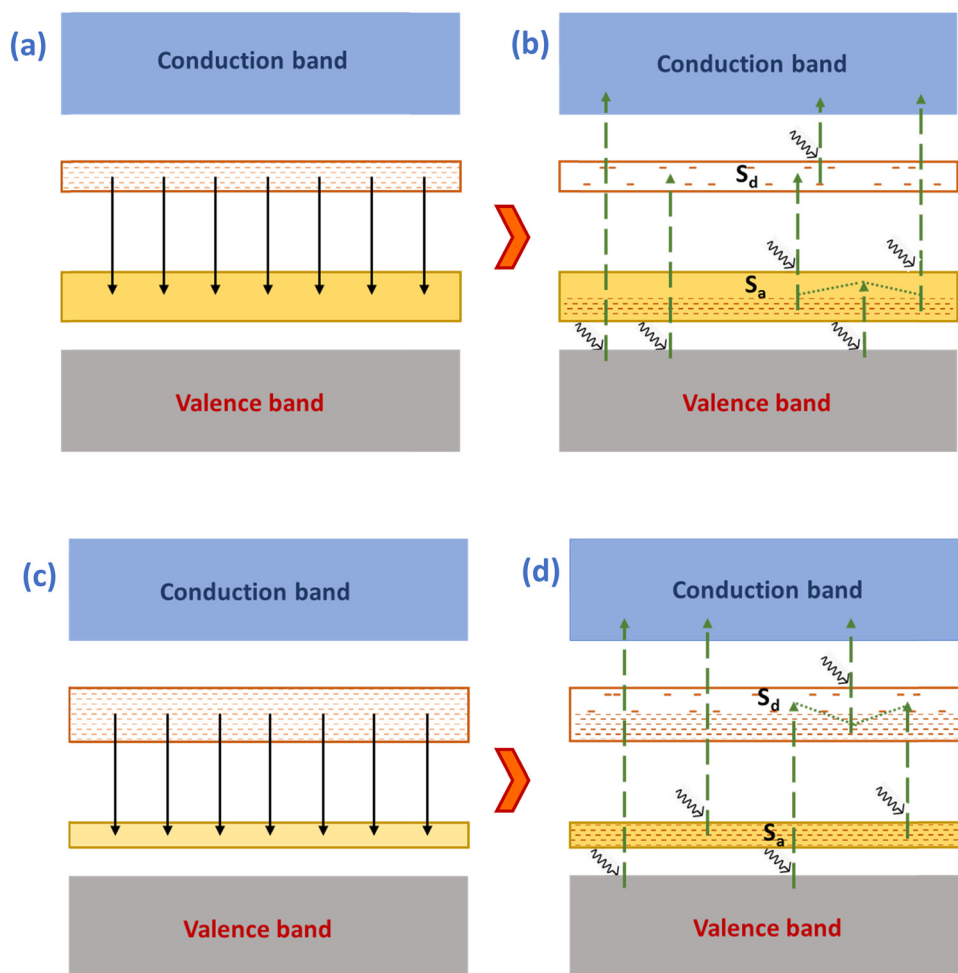 (a)
Conduction band
Valence band
(b)
Conduction band
Sd
Sa
Valence band
(c)
Conduction band
Valence band
(d)
Conduction band
Sd
Sa
Valence band